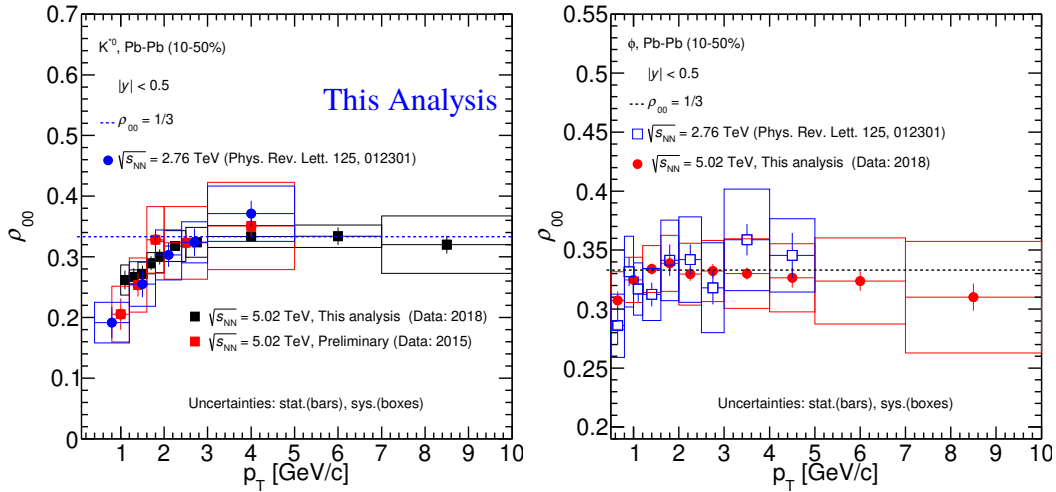 K*0, Pb-Pb (10-50%)
|y| < 0.5
This Analysis
ρ00 = 1/3
√sNN = 2.76 TeV (Phys. Rev. Lett. 125, 012301)
√sNN = 5.02 TeV, This analysis (Data: 2018)
√sNN = 5.02 TeV, Preliminary (Data: 2015)
Uncertainties: stat.(bars), sys.(boxes)
ρ00
0.7
0.6
0.5
0.4
0.3
0.2
0.1
0
1 2 3 4 5 6 7 8 9 10
pT [GeV/c]
ϕ, Pb-Pb (10-50%)
|y| < 0.5
ρ00 = 1/3
√sNN = 2.76 TeV (Phys. Rev. Lett. 125, 012301)
√sNN = 5.02 TeV, This analysis (Data: 2018)
Uncertainties: stat.(bars), sys.(boxes)
ρ00
0.55
0.5
0.45
0.4
0.35
0.3
0.25
0.2
1 2 3 4 5 6 7 8 9 10
pT [GeV/c]